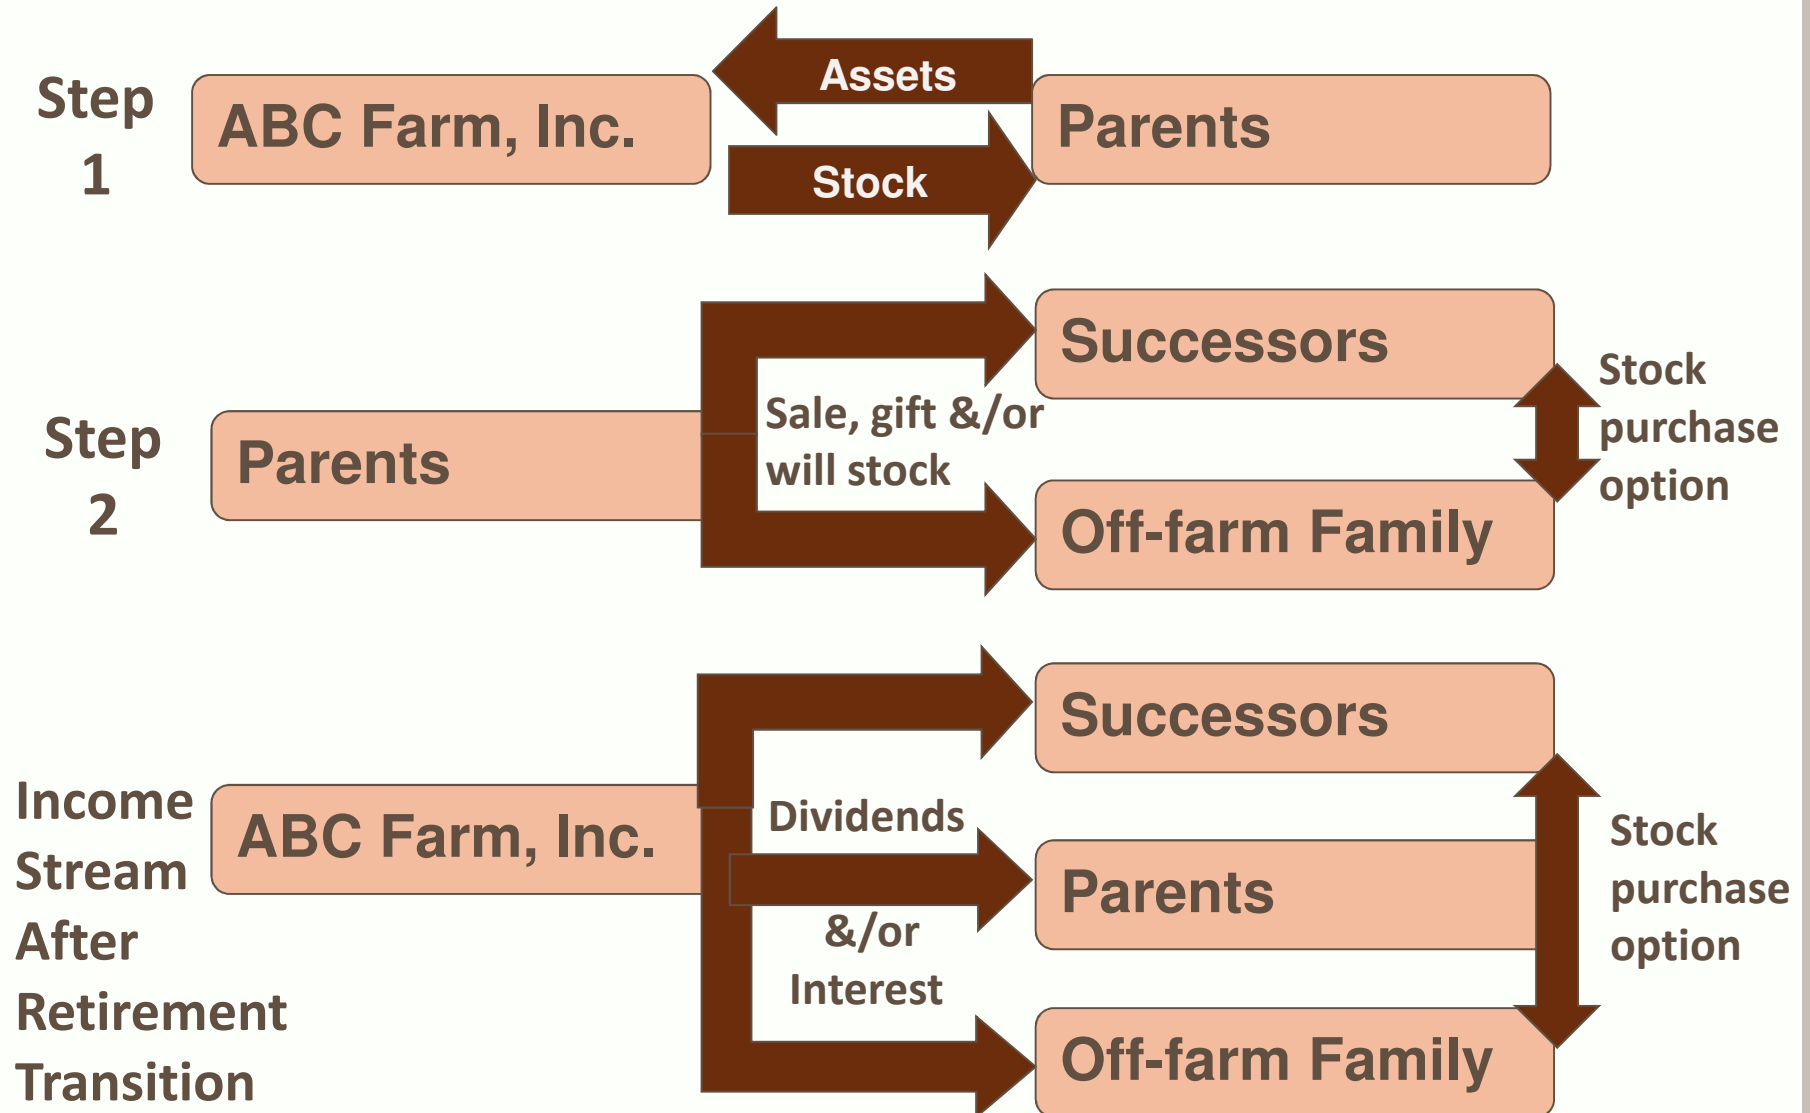 Step
1
ABC Farm, Inc.
Assets
Stock
Parents
Step
2
Parents
Sale, gift &/or
will stock
Successors
Off-farm Family
Stock
purchase
option
Income
Stream
After
Retirement
Transition
ABC Farm, Inc.
Dividends
&/or
Interest
Successors
Parents
Off-farm Family
Stock
purchase
option